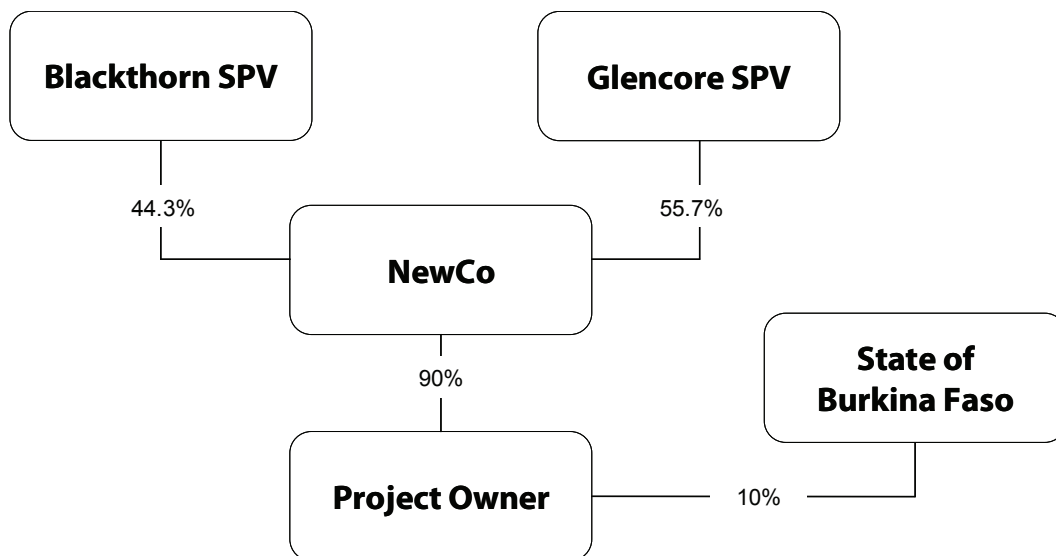 Blackthorn SPV
Glencore SPV
44.3%
55.7%
NewCo
90%
State of
Burkina Faso
Project Owner
10%